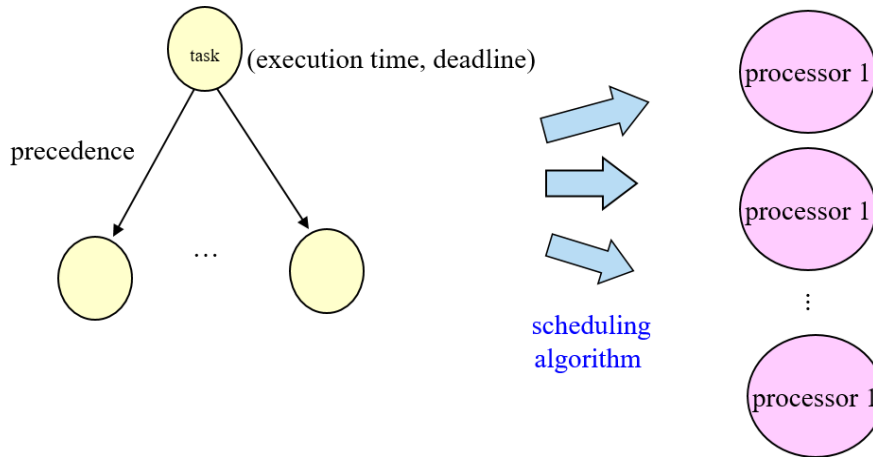 task
(execution time, deadline)
precedence
...
scheduling
algorithm
processor 1
processor 1
⋮
processor 1